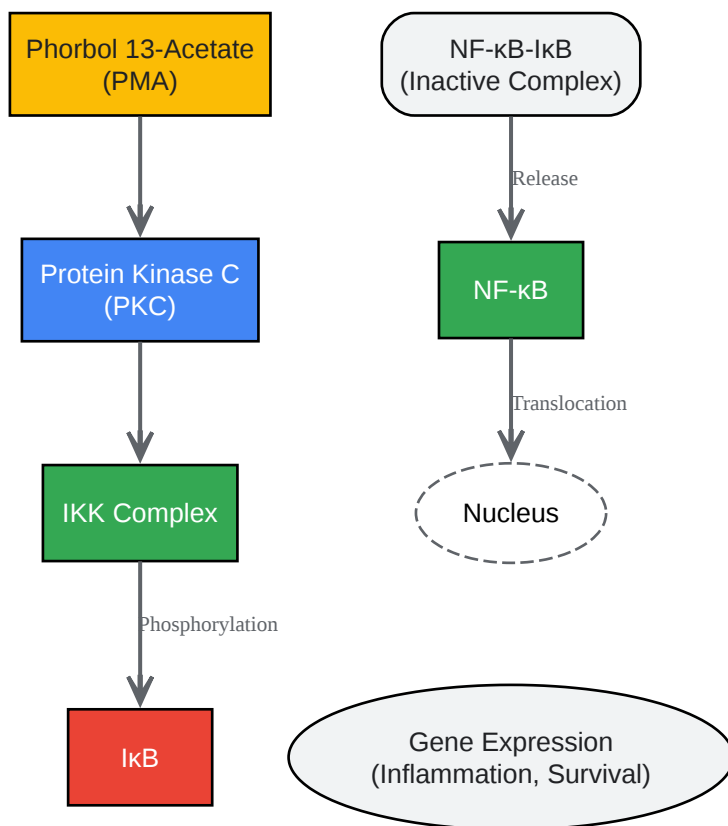 Phorbol 13-Acetate
(PMA)
Protein Kinase C
(PKC)
IKK Complex
Phosphorylation
IκB
NF-κB-IκB
(Inactive Complex)
Release
NF-κB
Translocation
Nucleus
Gene Expression
(Inflammation, Survival)